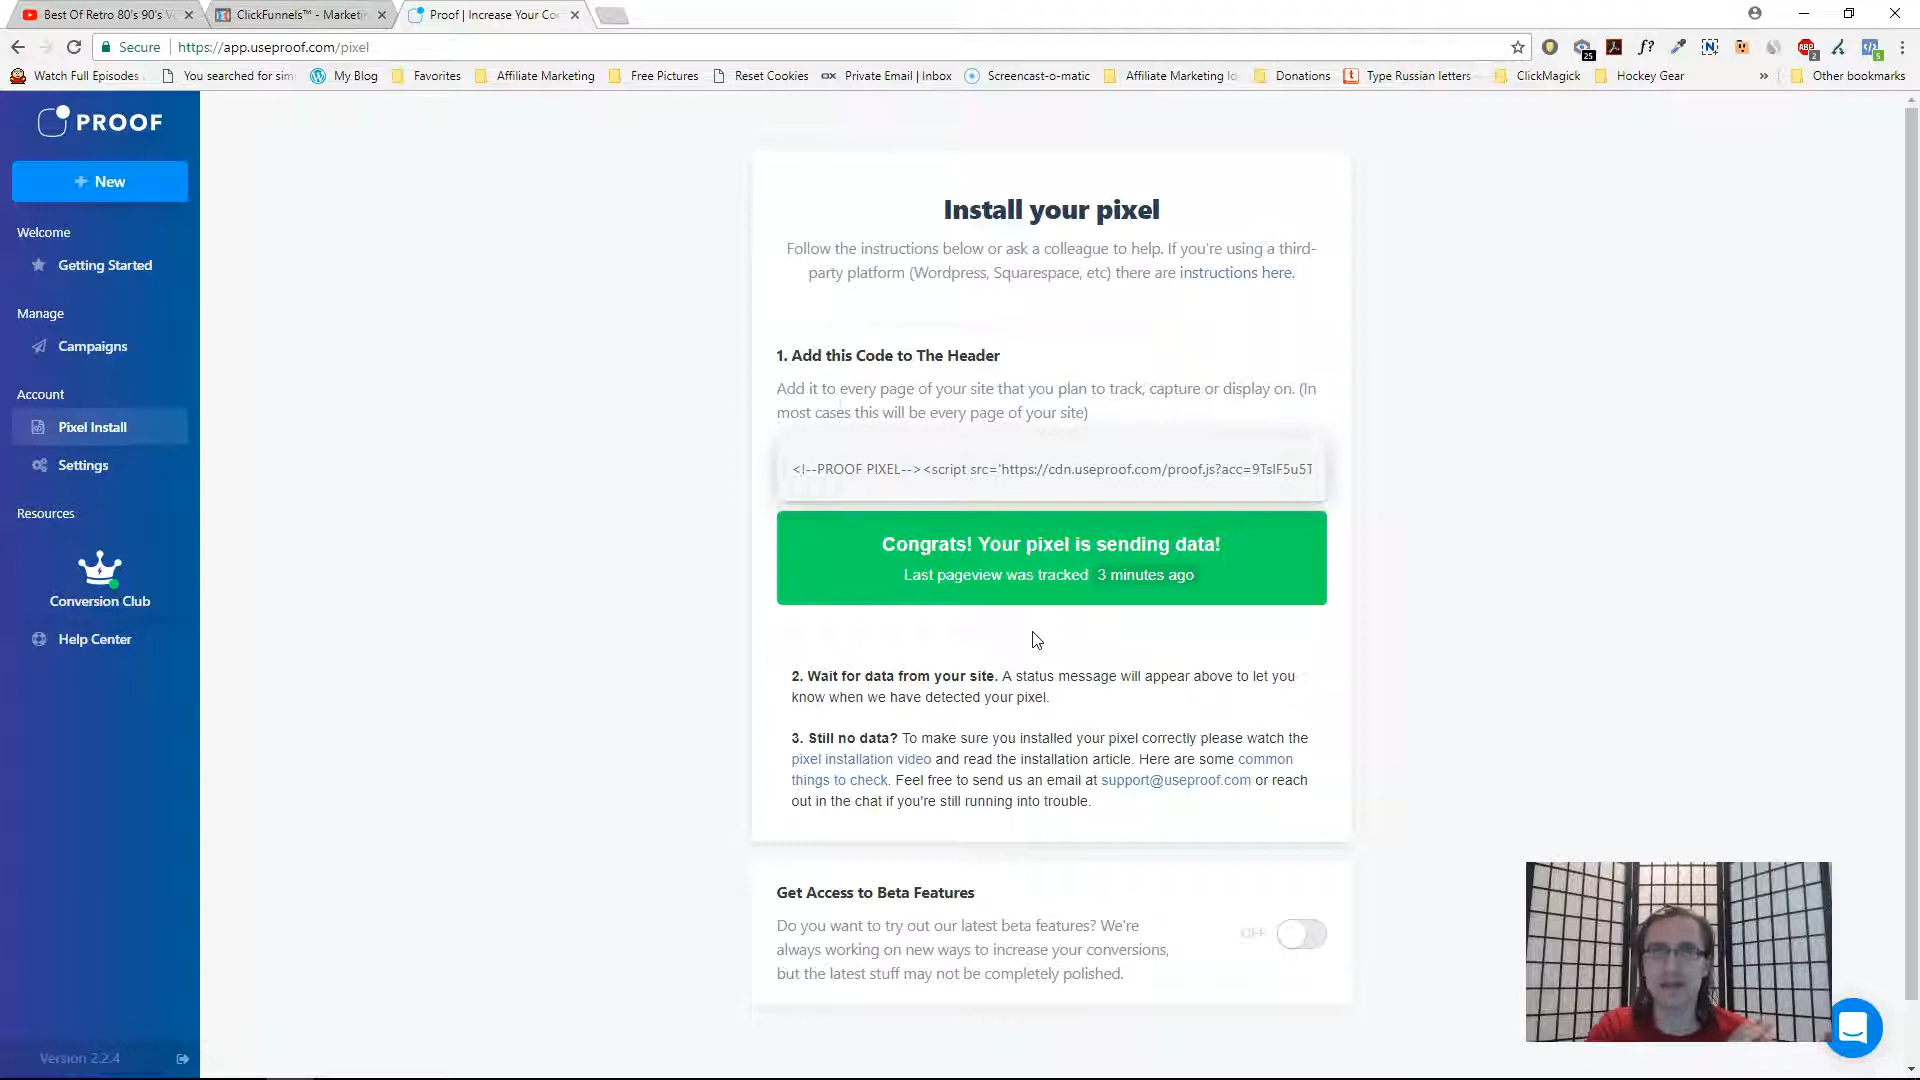 Best Of Retro 80's 90's
ClickFunnels™ - Marketi
Proof | Increase Your Co
Secure
https://app.useproof.com/pixel
25
f?
ABP
2
5
Watch Full Episodes
You searched for sim
My Blog
Favorites
Affiliate Marketing
Free Pictures
Reset Cookies
ox
Private Email | Inbox
Screencast-o-matic
Affiliate Marketing Id
Donations
Type Russian letters
ClickMagick
Hockey Gear
»
Other bookmarks
PROOF
+ New
Welcome
Getting Started
Manage
Campaigns
Account
Pixel Install
Settings
Resources
Conversion Club
Help Center
Version 2.2.4
Install your pixel
Follow the instructions below or ask a colleague to help. If you're using a third-
party platform (Wordpress, Squarespace, etc) there are instructions here.
1. Add this Code to The Header
Add it to every page of your site that you plan to track, capture or display on. (In
most cases this will be every page of your site)
<!--PROOF PIXEL--><script src='https://cdn.useproof.com/proof.js?acc=9TslF5u5T
Congrats! Your pixel is sending data!
Last pageview was tracked 3 minutes ago
2. Wait for data from your site. A status message will appear above to let you
know when we have detected your pixel.
3. Still no data? To make sure you installed your pixel correctly please watch the
pixel installation video and read the installation article. Here are some common
things to check. Feel free to send us an email at support@useproof.com or reach
out in the chat if you're still running into trouble.
Get Access to Beta Features
Do you want to try out our latest beta features? We're
always working on new ways to increase your conversions,
but the latest stuff may not be completely polished.
OFF